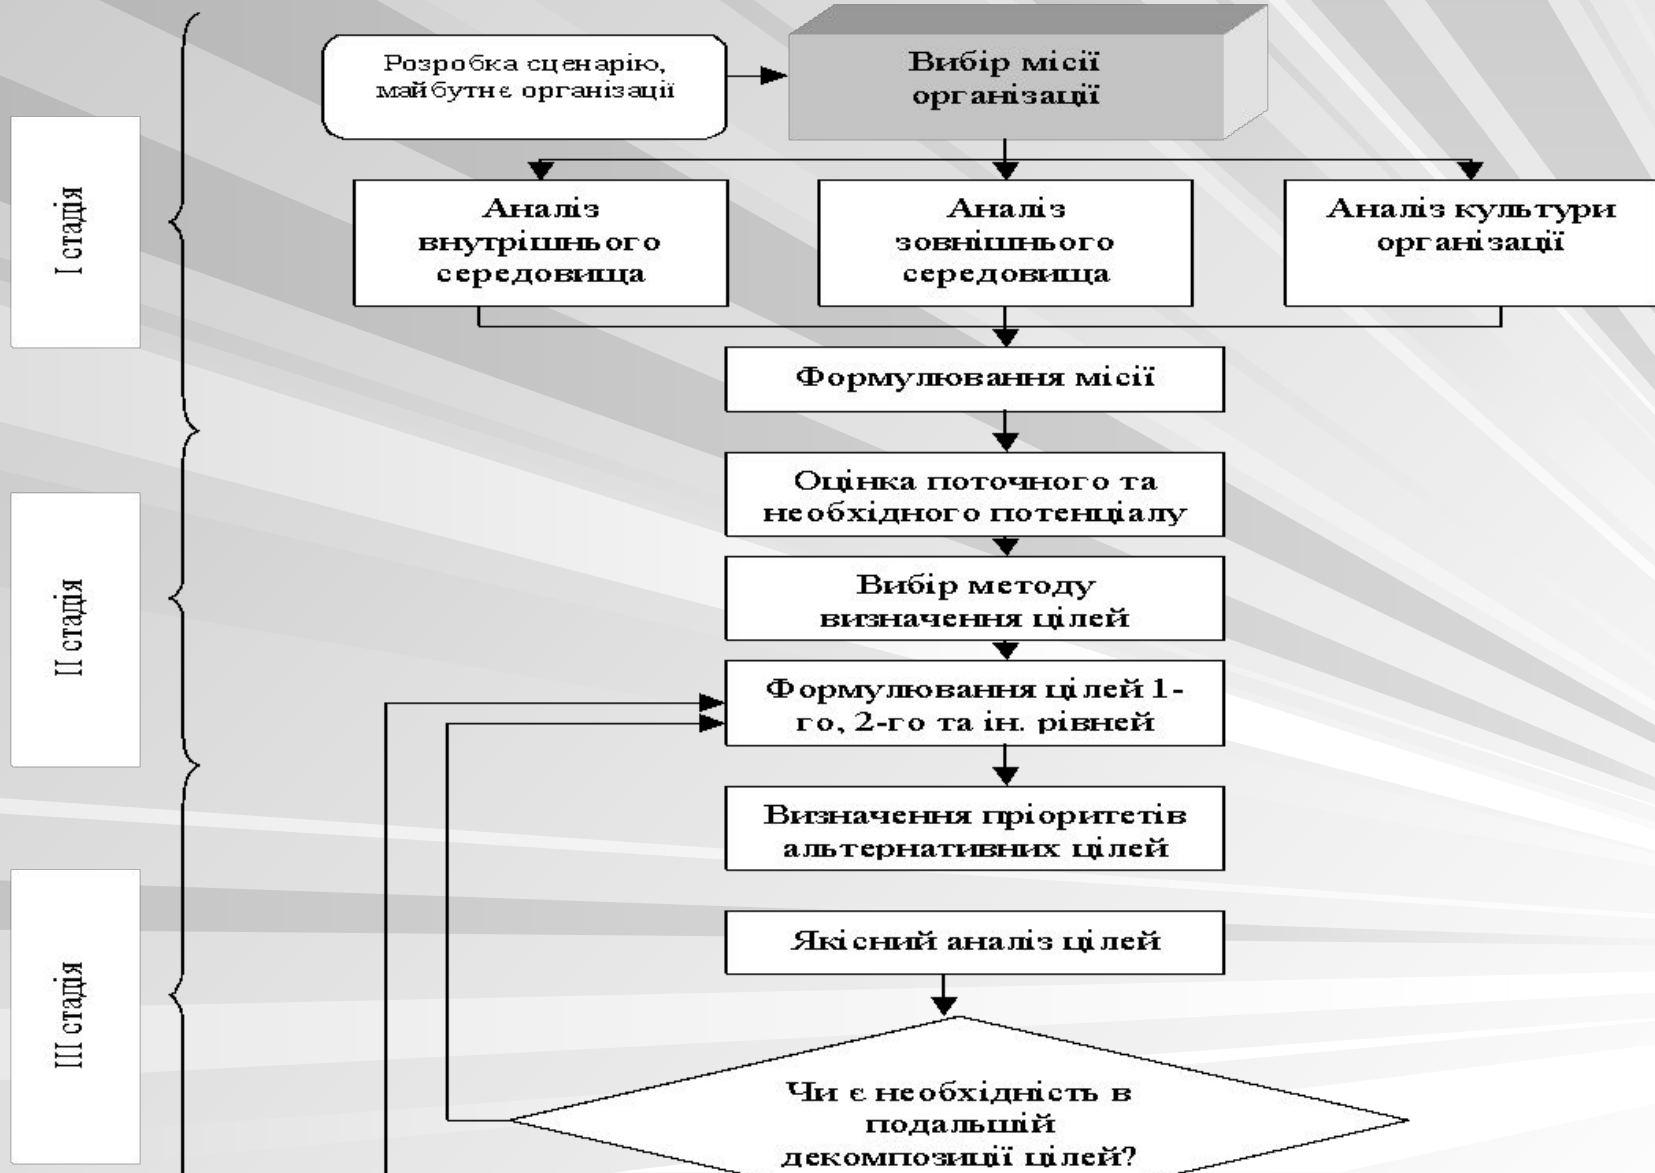 Розробка сценарію,
майбутнє організації
Вибір місії
організації
І стадія
Аналіз
внутрішнього
середовища
Аналіз
зовнішнього
середовища
Аналіз культури
організації
Формулювання місії
Оцінка поточного та
необхідного потенціалу
ІІ стадія
Вибір методу
визначення цілей
Формулювання цілей 1-
го, 2-го та ін. рівней
Визначення пріоритетів
альтернативних цілей
ІІІ стадія
Якісний аналіз цілей
Чи є необхідність в
подальшій
декомпозиції цілей?